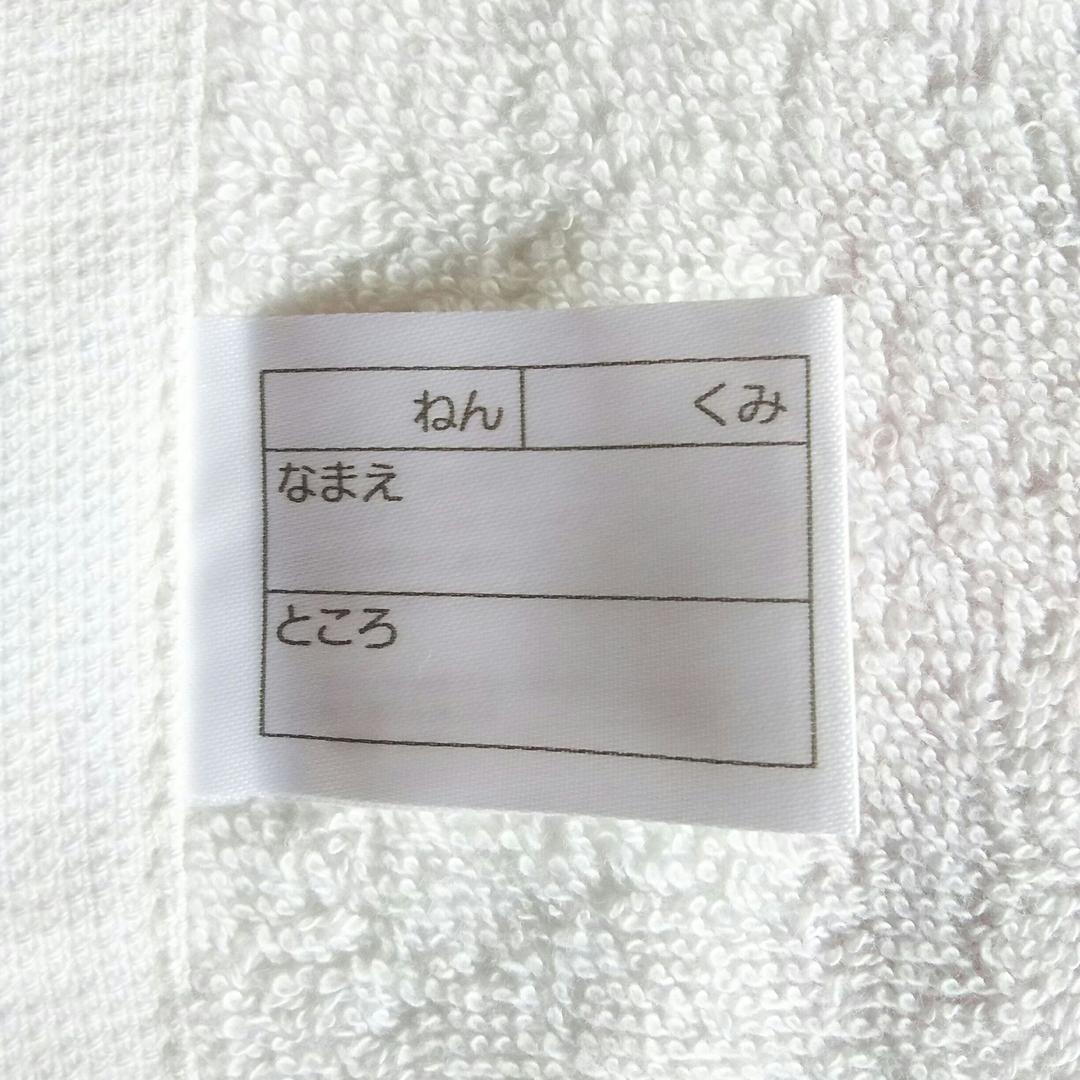 ねん くみ
なまえ
ところ